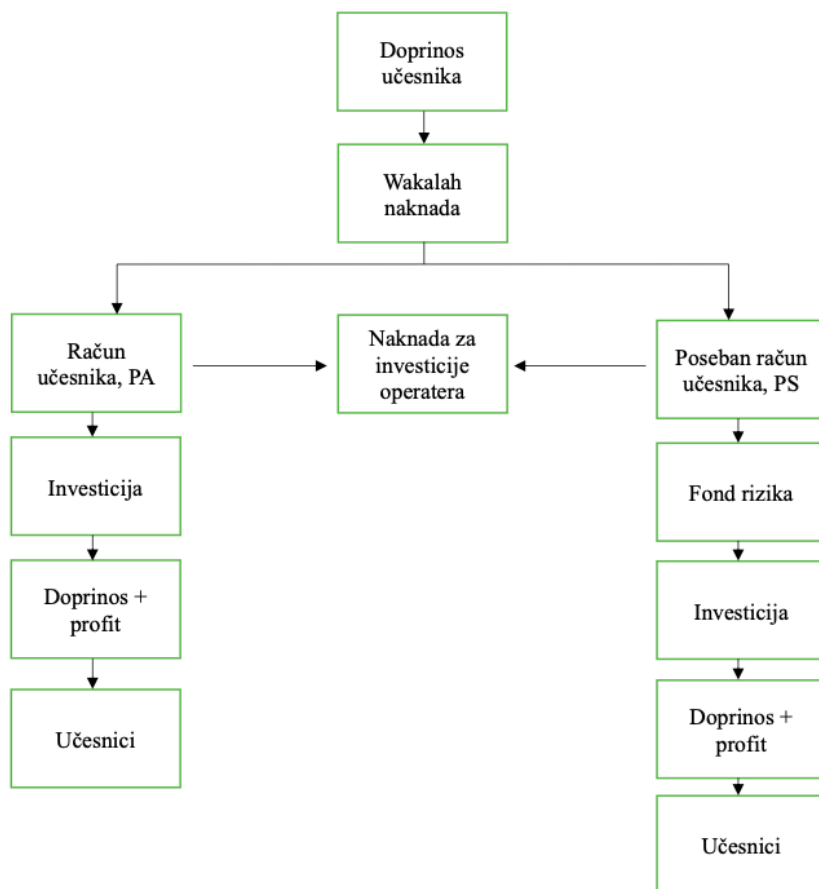 Doprinos
učesnika
Wakalah
naknada
Račun
učesnika, PA
Naknada za
investicije
operatera
Poseban račun
učesnika, PS
Investicija
Fond rizika
Doprinos +
profit
Investicija
Učesnici
Doprinos +
profit
Učesnici